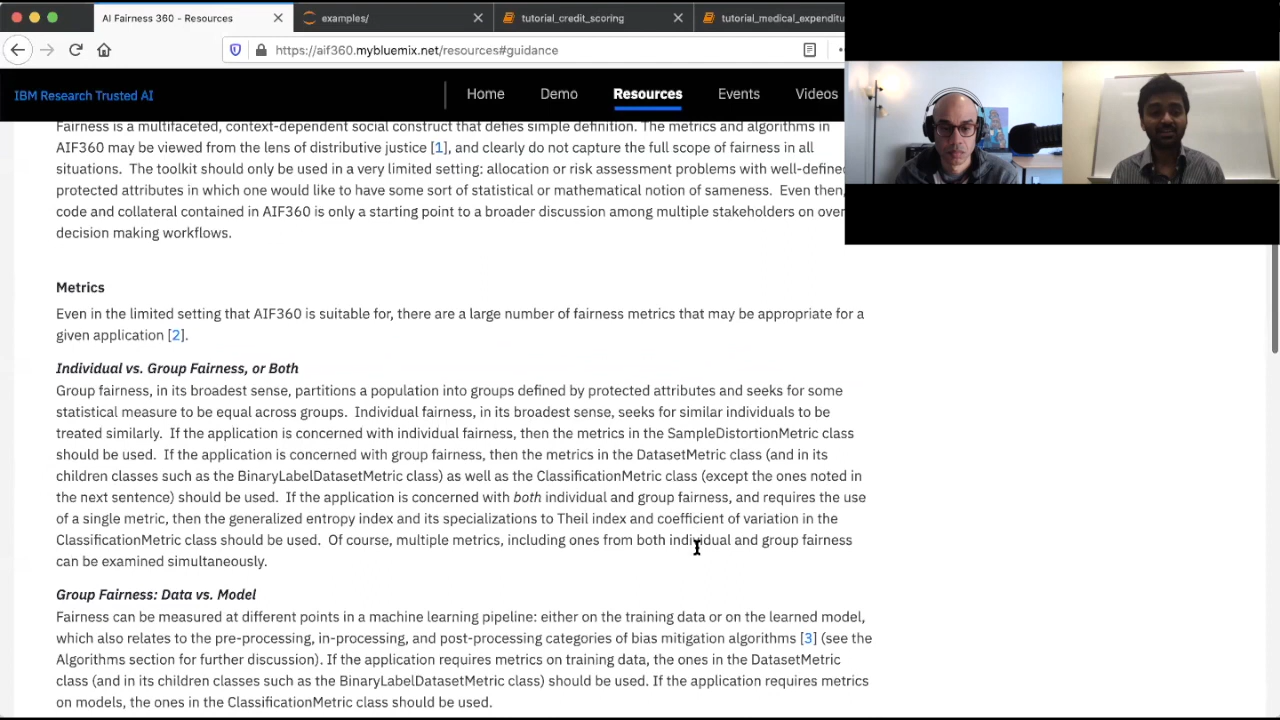 AI Fairness 360 - Resources
examples/
tutorial_credit_scoring
tutorial_medical_expenditu
https://aif360.mybluemix.net/resources#guidance
IBM Research Trusted AI
Home
Demo
Resources
Events
Videos
Fairness is a multifaceted, context-dependent social construct that defies simple definition. The metrics and algorithms in
AIF360 may be viewed from the lens of distributive justice [1], and clearly do not capture the full scope of fairness in all
situations. The toolkit should only be used in a very limited setting: allocation or risk assessment problems with well-define
protected attributes in which one would like to have some sort of statistical or mathematical notion of sameness. Even then,
code and collateral contained in AIF360 is only a starting point to a broader discussion among multiple stakeholders on over
decision making workflows.
Metrics
Even in the limited setting that AIF360 is suitable for, there are a large number of fairness metrics that may be appropriate for a
given application [2].
Individual vs. Group Fairness, or Both
Group fairness, in its broadest sense, partitions a population into groups defined by protected attributes and seeks for some
statistical measure to be equal across groups. Individual fairness, in its broadest sense, seeks for similar individuals to be
treated similarly. If the application is concerned with individual fairness, then the metrics in the SampleDistortionMetric class
should be used. If the application is concerned with group fairness, then the metrics in the DatasetMetric class (and in its
children classes such as the BinaryLabelDatasetMetric class) as well as the ClassificationMetric class (except the ones noted in
the next sentence) should be used. If the application is concerned with both individual and group fairness, and requires the use
of a single metric, then the generalized entropy index and its specializations to Theil index and coefficient of variation in the
ClassificationMetric class should be used. Of course, multiple metrics, including ones from both individual and group fairness
can be examined simultaneously.
Group Fairness: Data vs. Model
Fairness can be measured at different points in a machine learning pipeline: either on the training data or on the learned model,
which also relates to the pre-processing, in-processing, and post-processing categories of bias mitigation algorithms [3] (see the
Algorithms section for further discussion). If the application requires metrics on training data, the ones in the DatasetMetric
class (and in its children classes such as the BinaryLabelDatasetMetric class) should be used. If the application requires metrics
on models, the ones in the ClassificationMetric class should be used.